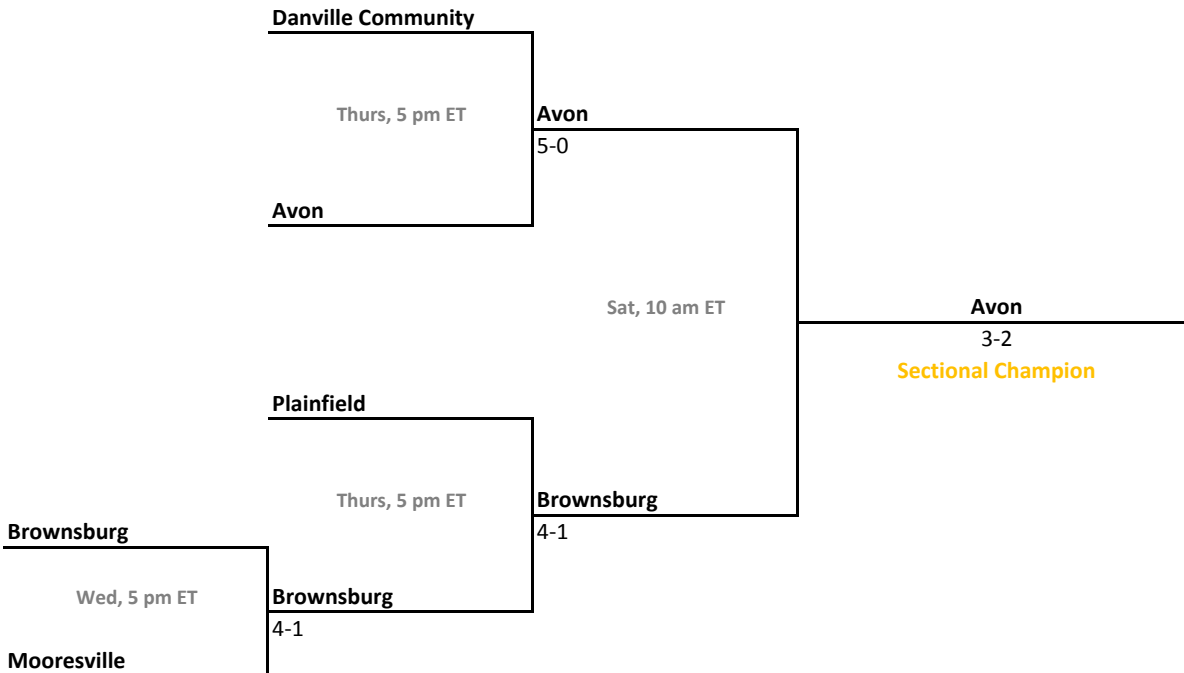 Danville Community
Thurs, 5 pm ET
Avon
5-0
Avon
Sat, 10 am ET
Avon
3-2
Sectional Champion
Plainfield
Thurs, 5 pm ET
Brownsburg
4-1
Brownsburg
Wed, 5 pm ET
Brownsburg
4-1
Mooresville